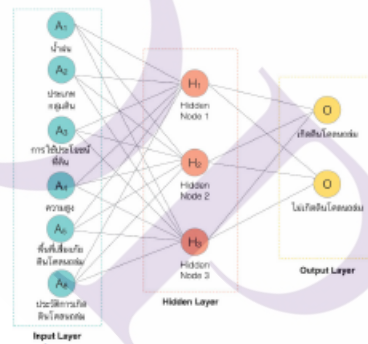 A₁
น้ำฝน
A₂
ประเภท
กลุ่มดิน
A₃
การใช้ประโยชน์
ที่ดิน
A₄
ความสูง
A₅
พื้นที่เสี่ยงภัย
ดินโคลนถล่ม
A₆
ประวัติการเกิด
ดินโคลนถล่ม
Input Layer
H₁
Hidden
Node 1
H₂
Hidden
Node 2
H₃
Hidden
Node 3
Hidden Layer
O
เกิดดินโคลนถล่ม
O
ไม่เกิดดินโคลนถล่ม
Output Layer